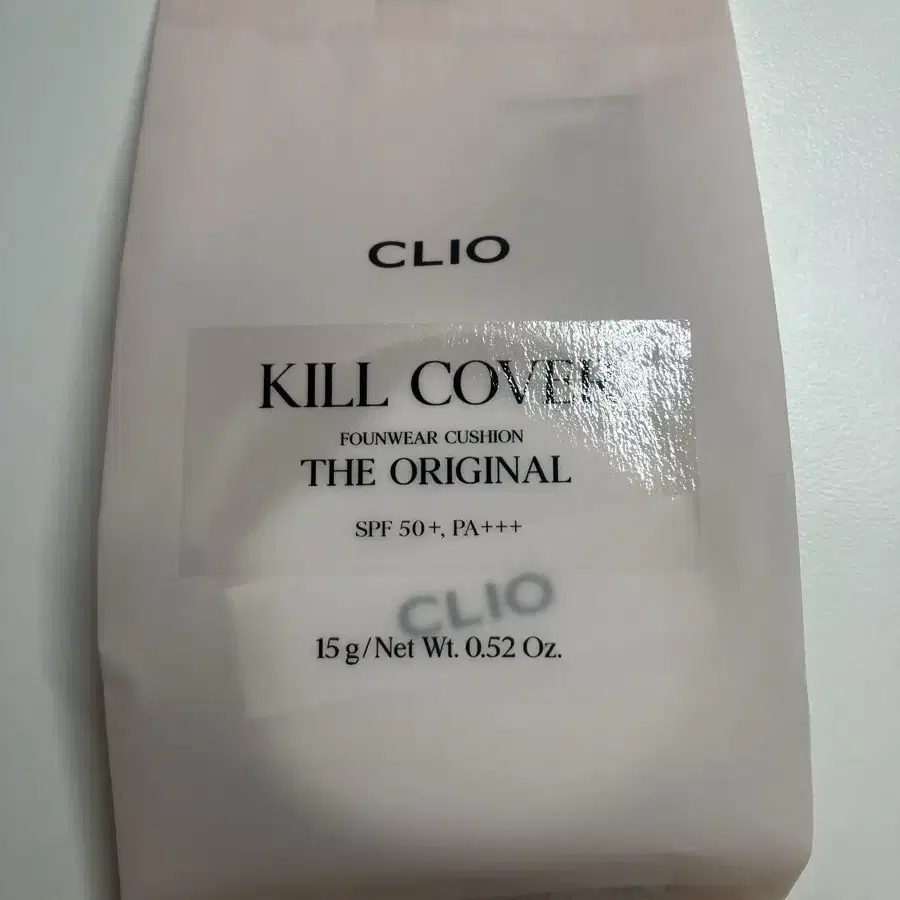 CLIO
KILL COVER
FOUNWEAR CUSHION
THE ORIGINAL
SPF 50+, PA+++
CLIO
15 g/Net Wt. 0.52 Oz.